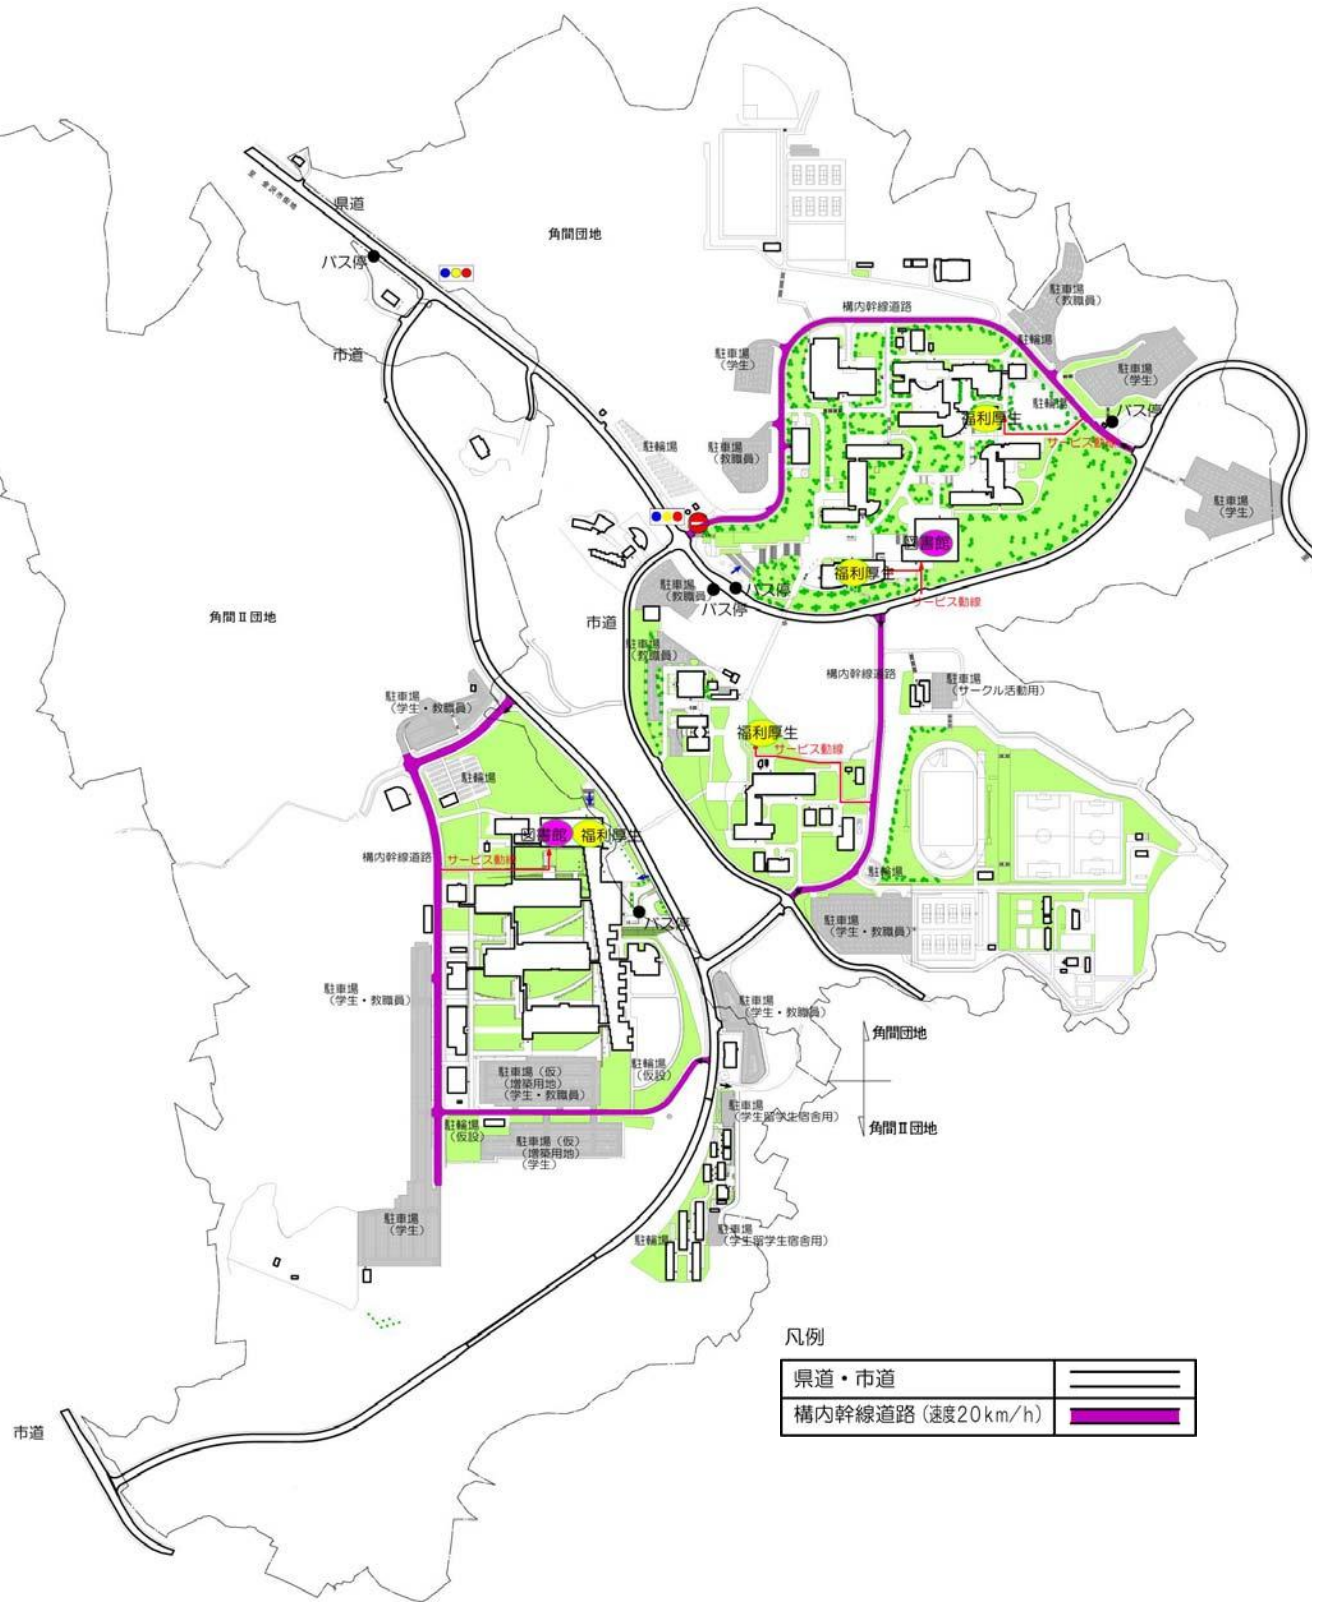 県道
至 金沢市街地
角間団地
バス停
市道
構内幹線道路
駐車場
(教職員)
駐輪場
駐車場
(学生)
駐車場
(学生)
駐輪場
バス停
福利厚生
サービス動線
駐輪場
駐車場
(教職員)
駐車場
(学生)
図書館
福利厚生
サービス動線
駐車場
(教職員)
バス停
バス停
角間Ⅱ団地
市道
駐車場
(教職員)
構内幹線道路
駐車場
(サークル活動用)
駐車場
(学生・教職員)
福利厚生
サービス動線
駐輪場
図書館
福利厚生
構内幹線道路
サービス動線
駐輪場
バス停
駐車場
(学生・教職員)
駐車場
(学生・教職員)
駐車場
(学生・教職員)
角間団地
駐車場(仮)
(増築用地)
(学生・教職員)
駐輪場
(仮設)
駐車場
(学生留学生宿舎用)
角間Ⅱ団地
駐輪場
(仮設)
駐車場(仮)
(増築用地)
(学生)
駐車場
(学生)
駐輪場
駐車場
(学生留学生宿舎用)
凡例
県道・市道
構内幹線道路(速度20km/h)
市道